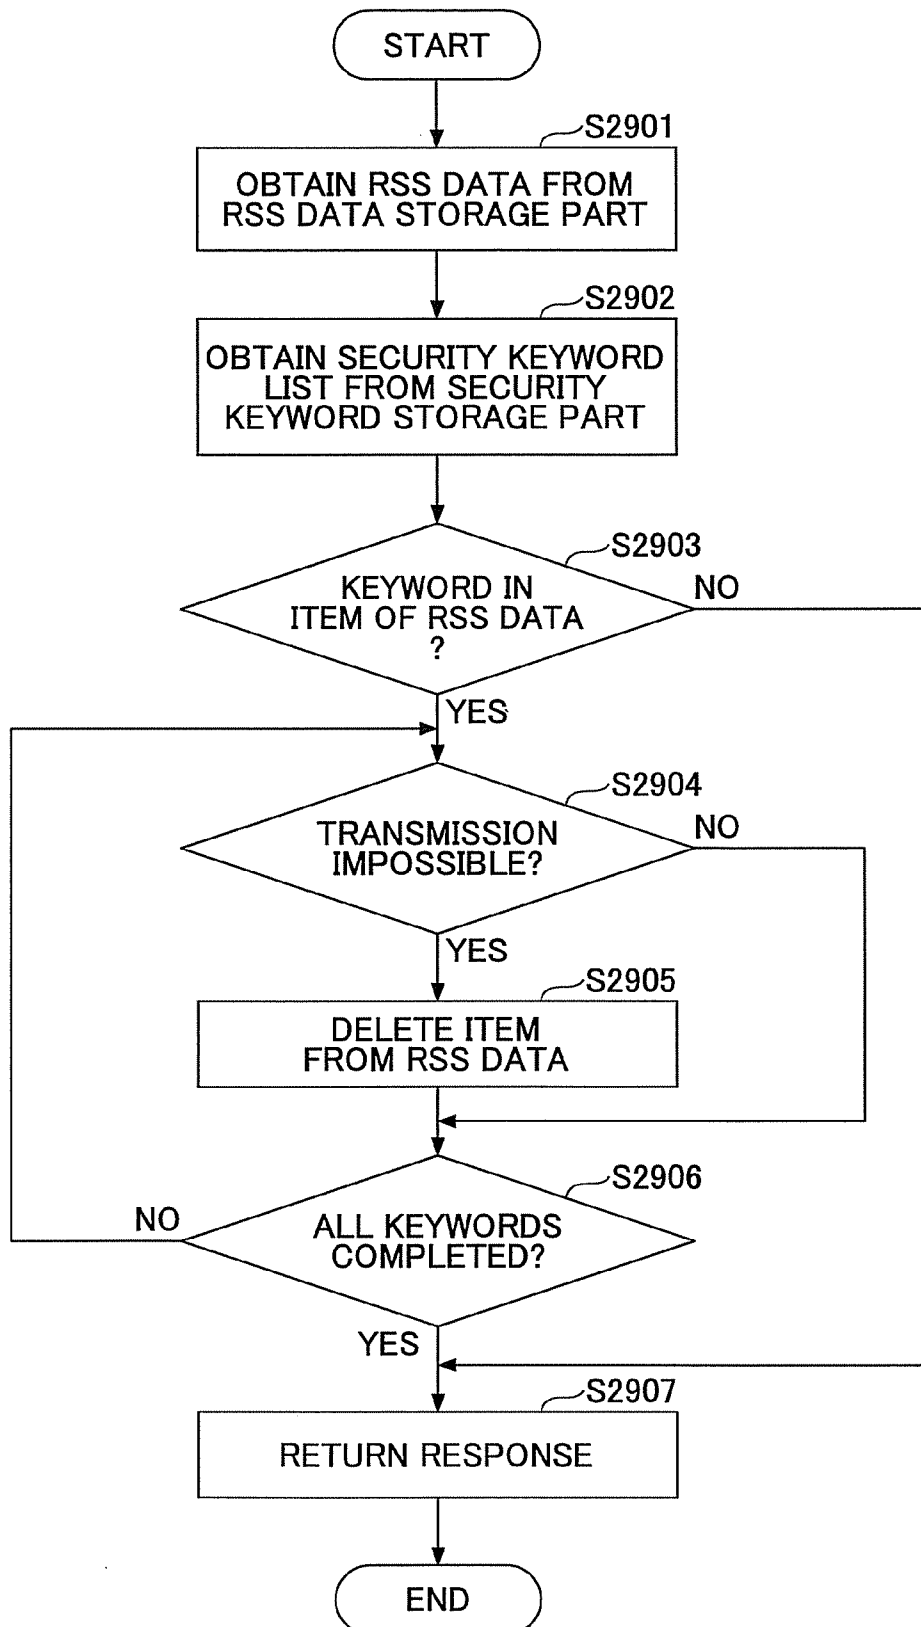 START
S2901
OBTAIN RSS DATA FROM
RSS DATA STORAGE PART
S2902
OBTAIN SECURITY KEYWORD
LIST FROM SECURITY
KEYWORD STORAGE PART
S2903
KEYWORD IN
ITEM OF RSS DATA
?
NO
YES
S2904
TRANSMISSION
IMPOSSIBLE?
NO
YES
S2905
DELETE ITEM
FROM RSS DATA
S2906
ALL KEYWORDS
COMPLETED?
NO
YES
S2907
RETURN RESPONSE
END